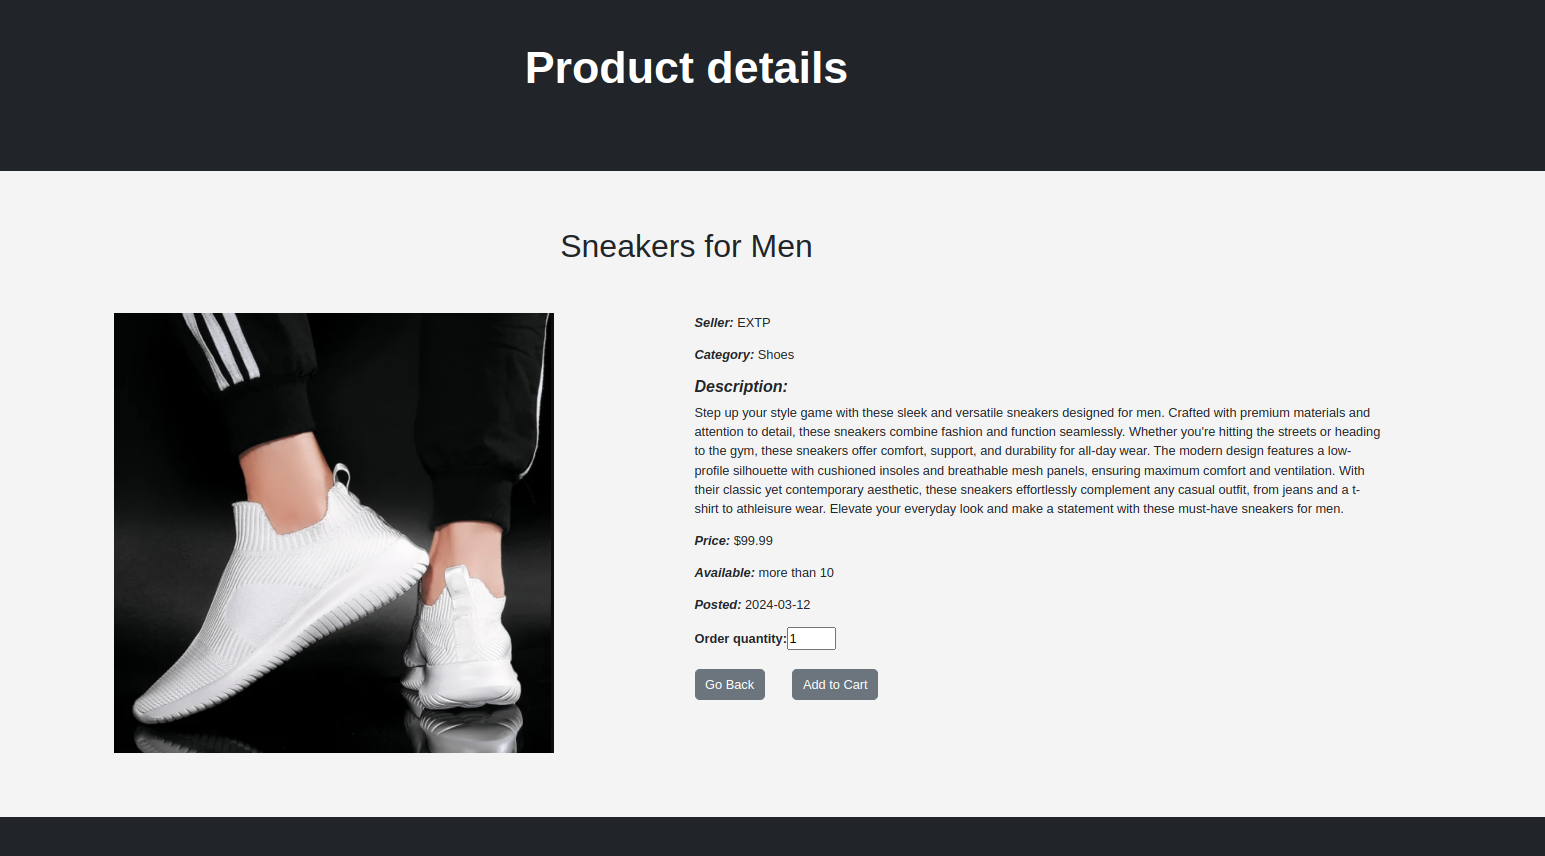 Product details
Sneakers for Men
Seller: EXTP
Category: Shoes
Description:
Step up your style game with these sleek and versatile sneakers designed for men. Crafted with premium materials and
attention to detail, these sneakers combine fashion and function seamlessly. Whether you're hitting the streets or heading
to the gym, these sneakers offer comfort, support, and durability for all-day wear. The modern design features a low-
profile silhouette with cushioned insoles and breathable mesh panels, ensuring maximum comfort and ventilation. With
their classic yet contemporary aesthetic, these sneakers effortlessly complement any casual outfit, from jeans and a t-
shirt to athleisure wear. Elevate your everyday look and make a statement with these must-have sneakers for men.
Price: $99.99
Available: more than 10
Posted: 2024-03-12
Order quantity: 1
Go Back Add to Cart